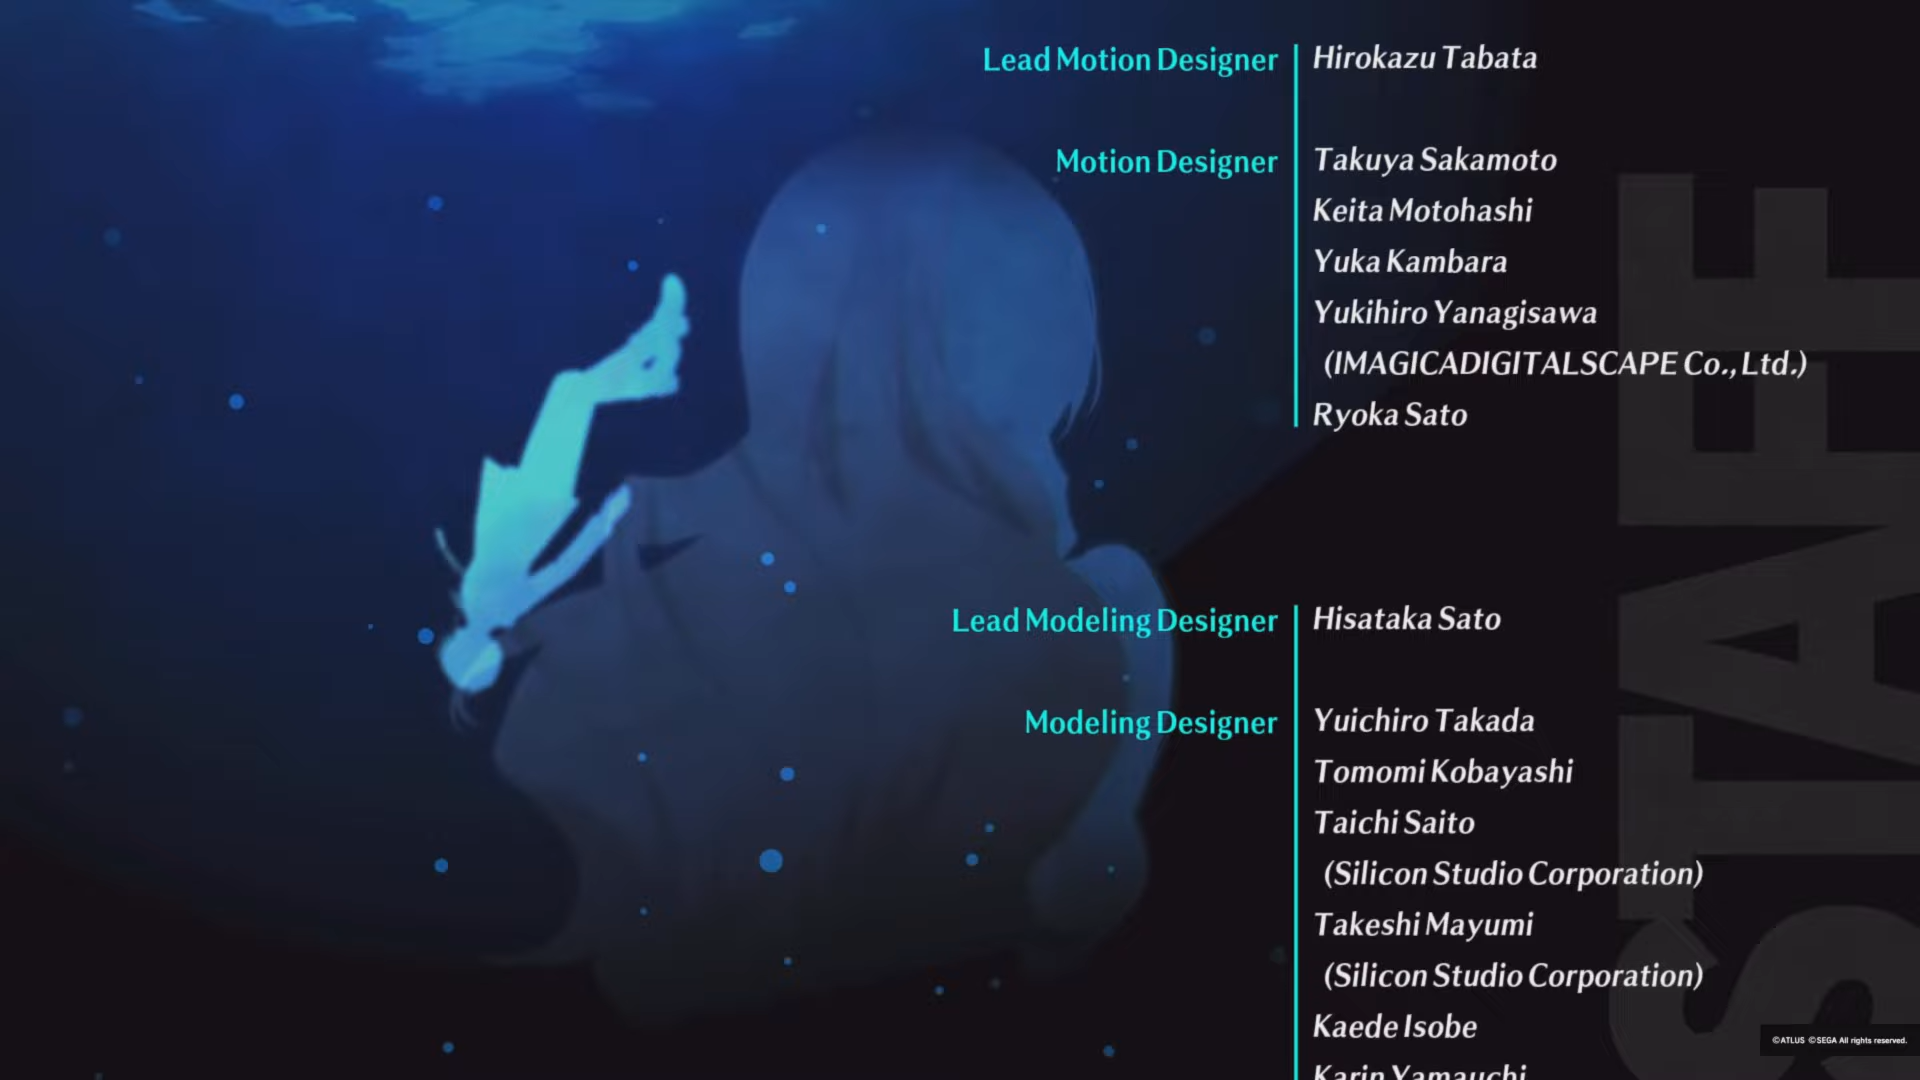 Lead Motion Designer Hirokazu Tabata
Motion Designer Takuya Sakamoto
Keita Motohashi
Yuka Kambara
Yukihiro Yanagisawa
(IMAGICADIGITALSCAPE Co., Ltd.)
Ryoka Sato
Lead Modeling Designer Hisataka Sato
Modeling Designer Yuichiro Takada
Tomomi Kobayashi
Taichi Saito
(Silicon Studio Corporation)
Takeshi Mayumi
(Silicon Studio Corporation)
Kaede Isobe
Karin Yamauchi
STAFF
©ATLUS ©SEGA All rights reserved.